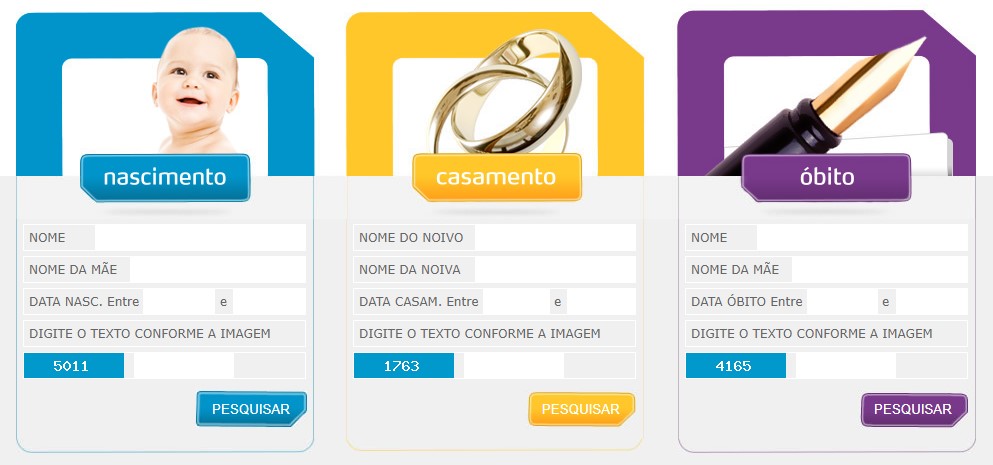 nascimento
NOME
NOME DA MÃE
DATA NASC. Entre e
DIGITE O TEXTO CONFORME A IMAGEM
5011
PESQUISAR
casamento
NOME DO NOIVO
NOME DA NOIVA
DATA CASAM. Entre e
DIGITE O TEXTO CONFORME A IMAGEM
1763
PESQUISAR
óbito
NOME
NOME DA MÃE
DATA ÓBITO Entre e
DIGITE O TEXTO CONFORME A IMAGEM
4165
PESQUISAR